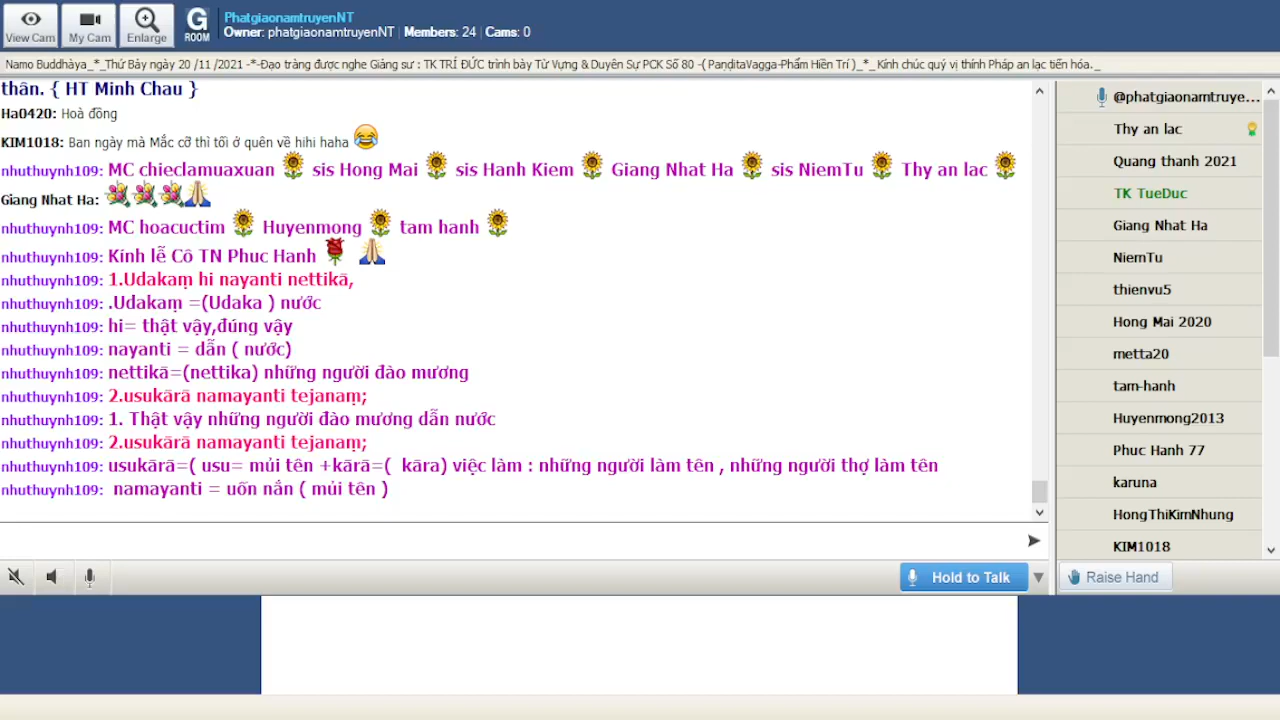 View Cam
My Cam
Enlarge
G
ROOM
PhatgiaonamtruyenNT
Owner: phatgiaonamtruyenNT | Members: 24 | Cams: 0
Namo Buddhàya_*_Thứ Bảy ngày 20 /11 /2021 -*-Đạo tràng được nghe Giảng sư : TK TRÍ ĐỨC trình bày Từ Vựng & Duyên Sự PCK Số 80 -( PaṇḍitaVagga-Phẩm Hiền Trí )_*_ Kính chúc quý vị thính Pháp an lạc tiến hóa._
thân. { HT Minh Chau }
Ha0420: Hoà đồng
KIM1018: Ban ngày mà Mắc cỡ thì tối ở quên về hihi haha 😂
nhuthuynh109: MC chieclamuaxuan 🌻 sis Hong Mai 🌻 sis Hanh Kiem 🌻 Giang Nhat Ha 🌻 sis NiemTu 🌻 Thy an lac 🌻
Giang Nhat Ha: 💐💐💐🙏
nhuthuynh109: MC hoacuctim 🌻 Huyenmong 🌻 tam hanh 🌻
nhuthuynh109: Kính lễ Cô TN Phuc Hanh 🌹 🙏
nhuthuynh109: 1.Udakaṃ hi nayanti nettikā,
nhuthuynh109: .Udakaṃ =(Udaka ) nước
nhuthuynh109: hi= thật vậy,đúng vậy
nhuthuynh109: nayanti = dẫn ( nước)
nhuthuynh109: nettikā=(nettika) những người đào mương
nhuthuynh109: 2.usukārā namayanti tejanaṃ;
nhuthuynh109: 1. Thật vậy những người đào mương dẫn nước
nhuthuynh109: 2.usukārā namayanti tejanaṃ;
nhuthuynh109: usukārā=( usu= mủi tên +kārā=( kāra) việc làm : những người làm tên , những người thợ làm tên
nhuthuynh109: namayanti = uốn nắn ( mủi tên )
Hold to Talk
@phatgiaonamtruye...
Thy an lac
Quang thanh 2021
TK TueDuc
Giang Nhat Ha
NiemTu
thienvu5
Hong Mai 2020
metta20
tam-hanh
Huyenmong2013
Phuc Hanh 77
karuna
HongThiKimNhung
KIM1018
Raise Hand